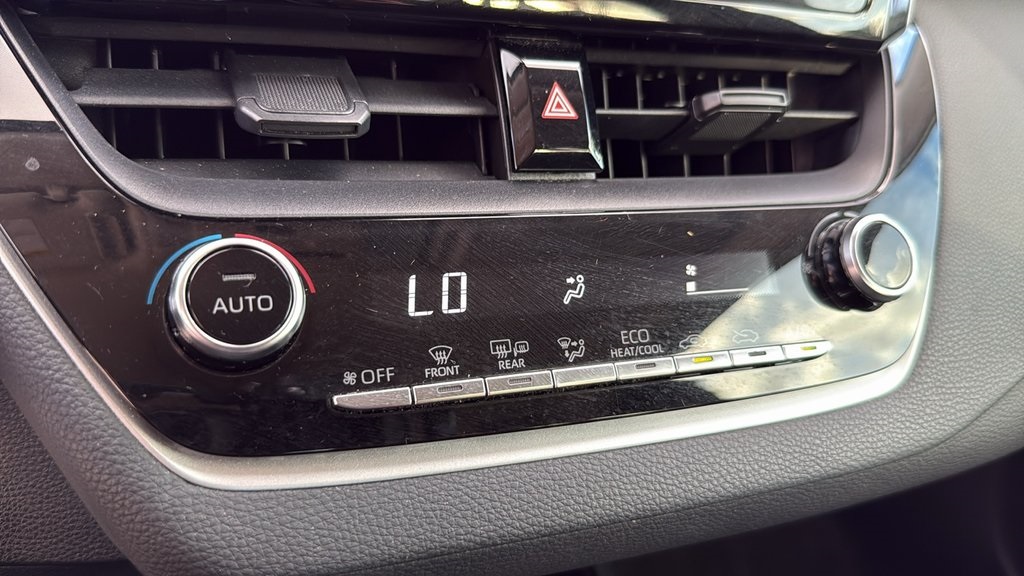 AUTO
LO
OFF
FRONT
REAR
ECO
HEAT/COOL